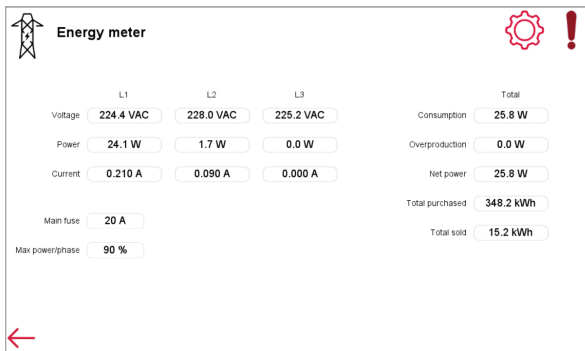 Energy meter
L1 L2 L3 Total
Voltage 224.4 VAC 228.0 VAC 225.2 VAC Consumption 25.8 W
Power 24.1 W 1.7 W 0.0 W Overproduction 0.0 W
Current 0.210 A 0.090 A 0.000 A Net power 25.8 W
Total purchased 348.2 kWh
Main fuse 20 A
Total sold 15.2 kWh
Max power/phase 90 %